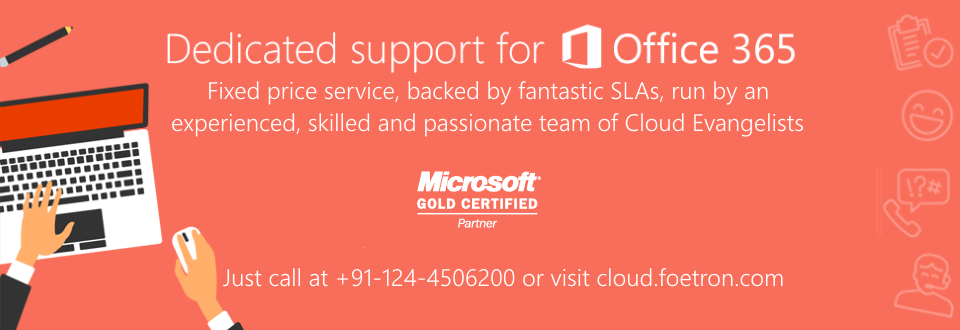 Dedicated support for Office 365
Fixed price service, backed by fantastic SLAs, run by an
experienced, skilled and passionate team of Cloud Evangelists
Microsoft®
GOLD CERTIFIED
Partner
Just call at +91-124-4506200 or visit cloud.foetron.com
!?#